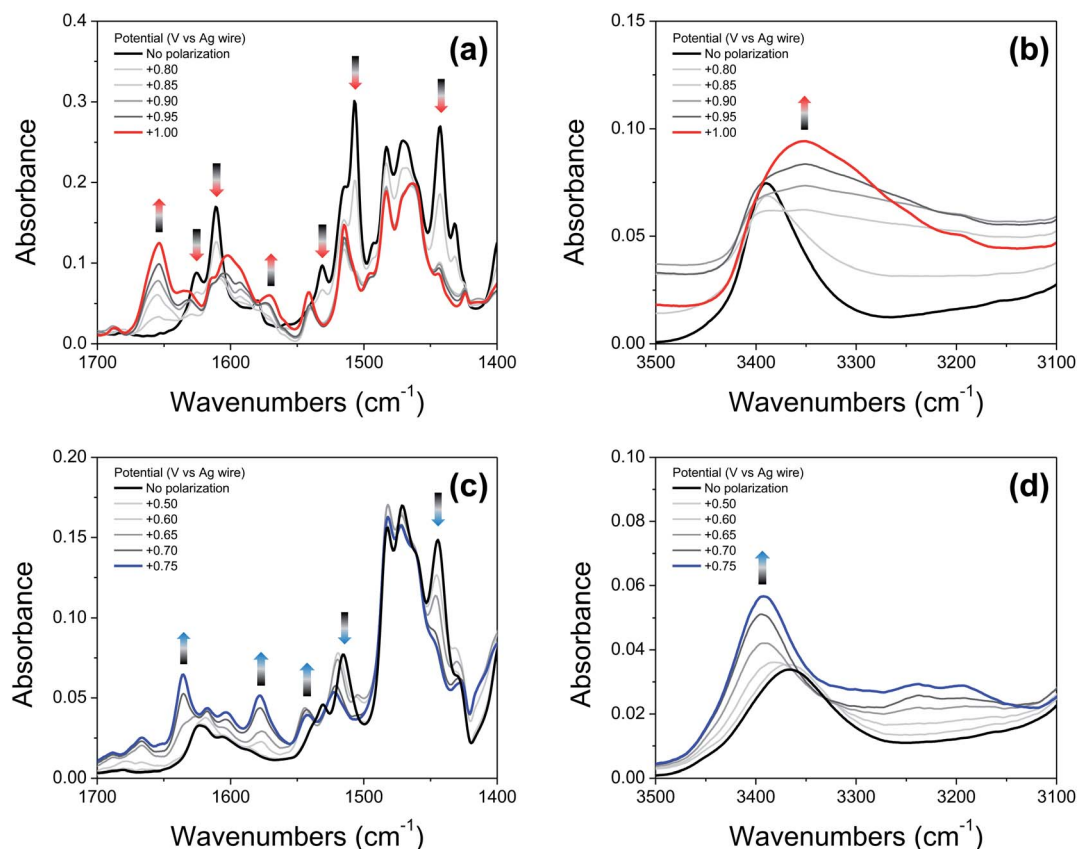 0.4
0.3
0.2
0.1
0.0
Absorbance
Potential (V vs Ag wire)
No polarization
+0.80
+0.85
+0.90
+0.95
+1.00
(a)
1700 1600 1500 1400
Wavenumbers (cm⁻¹)
0.15
0.10
0.05
0.00
Absorbance
Potential (V vs Ag wire)
No polarization
+0.80
+0.85
+0.90
+0.95
+1.00
(b)
3500 3400 3300 3200 3100
Wavenumbers (cm⁻¹)
0.20
0.15
0.10
0.05
0.00
Absorbance
Potential (V vs Ag wire)
No polarization
+0.50
+0.60
+0.65
+0.70
+0.75
(c)
1700 1600 1500 1400
Wavenumbers (cm⁻¹)
0.10
0.08
0.06
0.04
0.02
0.00
Absorbance
Potential (V vs Ag wire)
No polarization
+0.50
+0.60
+0.65
+0.70
+0.75
(d)
3500 3400 3300 3200 3100
Wavenumbers (cm⁻¹)